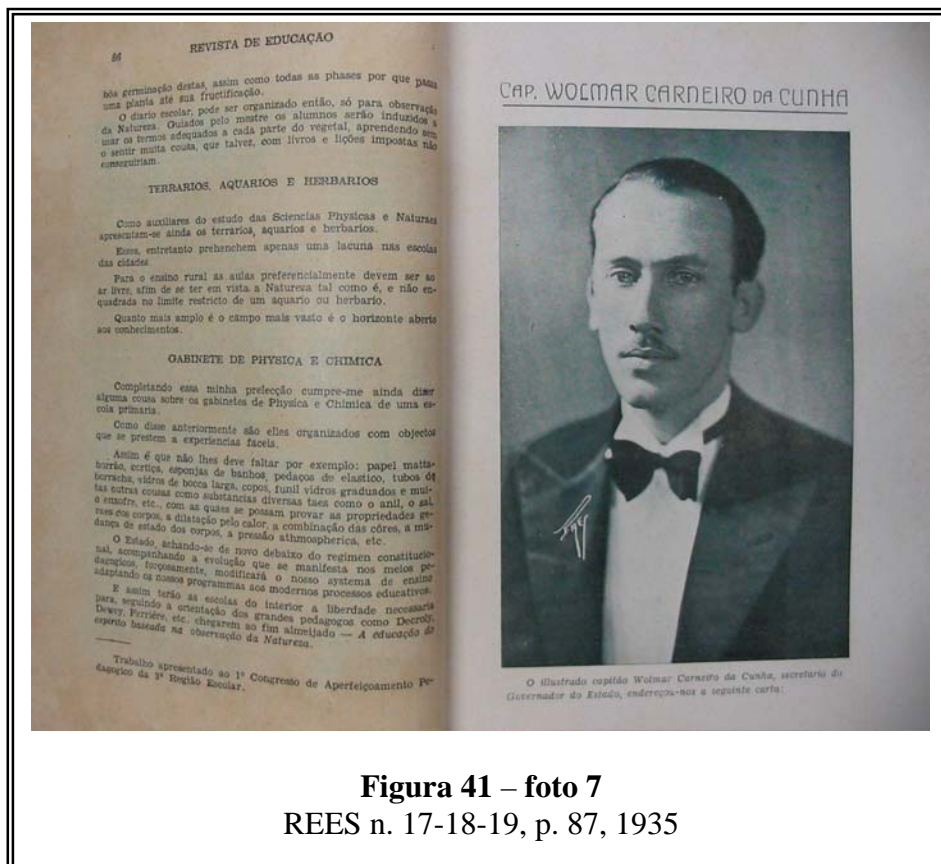 86
REVISTA DE EDUCAÇÃO
bôa germinação destas, assim como todas as phases por que passa
uma planta até sua fructificação.
O diario escolar, pode ser organizado então, só para observação
da Natureza. Guiados pelo mestre os alumnos serão induzidos a
usar os termos adequados a cada parte do vegetal, aprendendo sem
o sentir muita cousa, que talvez, com livros e lições impostas não
conseguiriam.
TERRARIOS, AQUARIOS E HERBARIOS
Como auxiliares do estudo das Sciencias Physicas e Naturaes
apresentam-se ainda os terrarios, aquarios e herbarios.
Esses, entretanto prehenchem apenas uma lacuna nas escolas
das cidades.
Para o ensino rural as aulas preferencialmente devem ser ao
ar livre, afim de se ter em vista a Natureza tal como é, e não en-
quadrada no limite restricto de um aquario ou herbario.
Quanto mais amplo é o campo mais vasto é o horizonte aberto
aos conhecimentos.
GABINETE DE PHYSICA E CHIMICA
Completando essa minha prelecção cumpre-me ainda dizer
alguma cousa sobre os gabinetes de Physica e Chimica de uma es-
cola primaria.
Como disse anteriormente são elles organizados com objectos
que se prestem a experiencias faceis.
Assim é que não lhes deve faltar por exemplo: papel matta-
borrão, cortiça, esponjas de banhos, pedaços de elastico, tubos de
borracha, vidros de bocca larga, copos, funil vidros graduados e mui-
tas outras cousas como substancias diversas taes como o anil, o sal,
o enxofre, etc., com as quaes se possam provar as propriedades ge-
raes dos corpos, a dilatação pelo calor, a combinação das côres, a mu-
dança de estado dos corpos, a pressão athmospherica, etc.
O Estado, achando-se de novo debaixo do regimen constitucio-
nal, acompanhando a evolução que se manifesta nos meios pe-
dagogicos, forçosamente, modificará o nosso systema de ensino
adaptando os nossos programmas aos modernos processos educativos.
E assim terão as escolas do interior a liberdade necessaria
para, seguindo a orientação dos grandes pedagogos como Decroly,
Dewey, Ferrière, etc. chegarem ao fim almejado — A educação do
espirito baseada na observação da Natureza.
Trabalho apresentado ao 1º Congresso de Aperfeiçoamento Pe-
dagogico da 3ª Região Escolar.
CAP. WOLMAR CARNEIRO DA CUNHA
O illustrado capitão Wolmar Carneiro da Cunha, secretario do
Governador do Estado, endereçou-nos a seguinte carta:
Figura 41 – foto 7
REES n. 17-18-19, p. 87, 1935